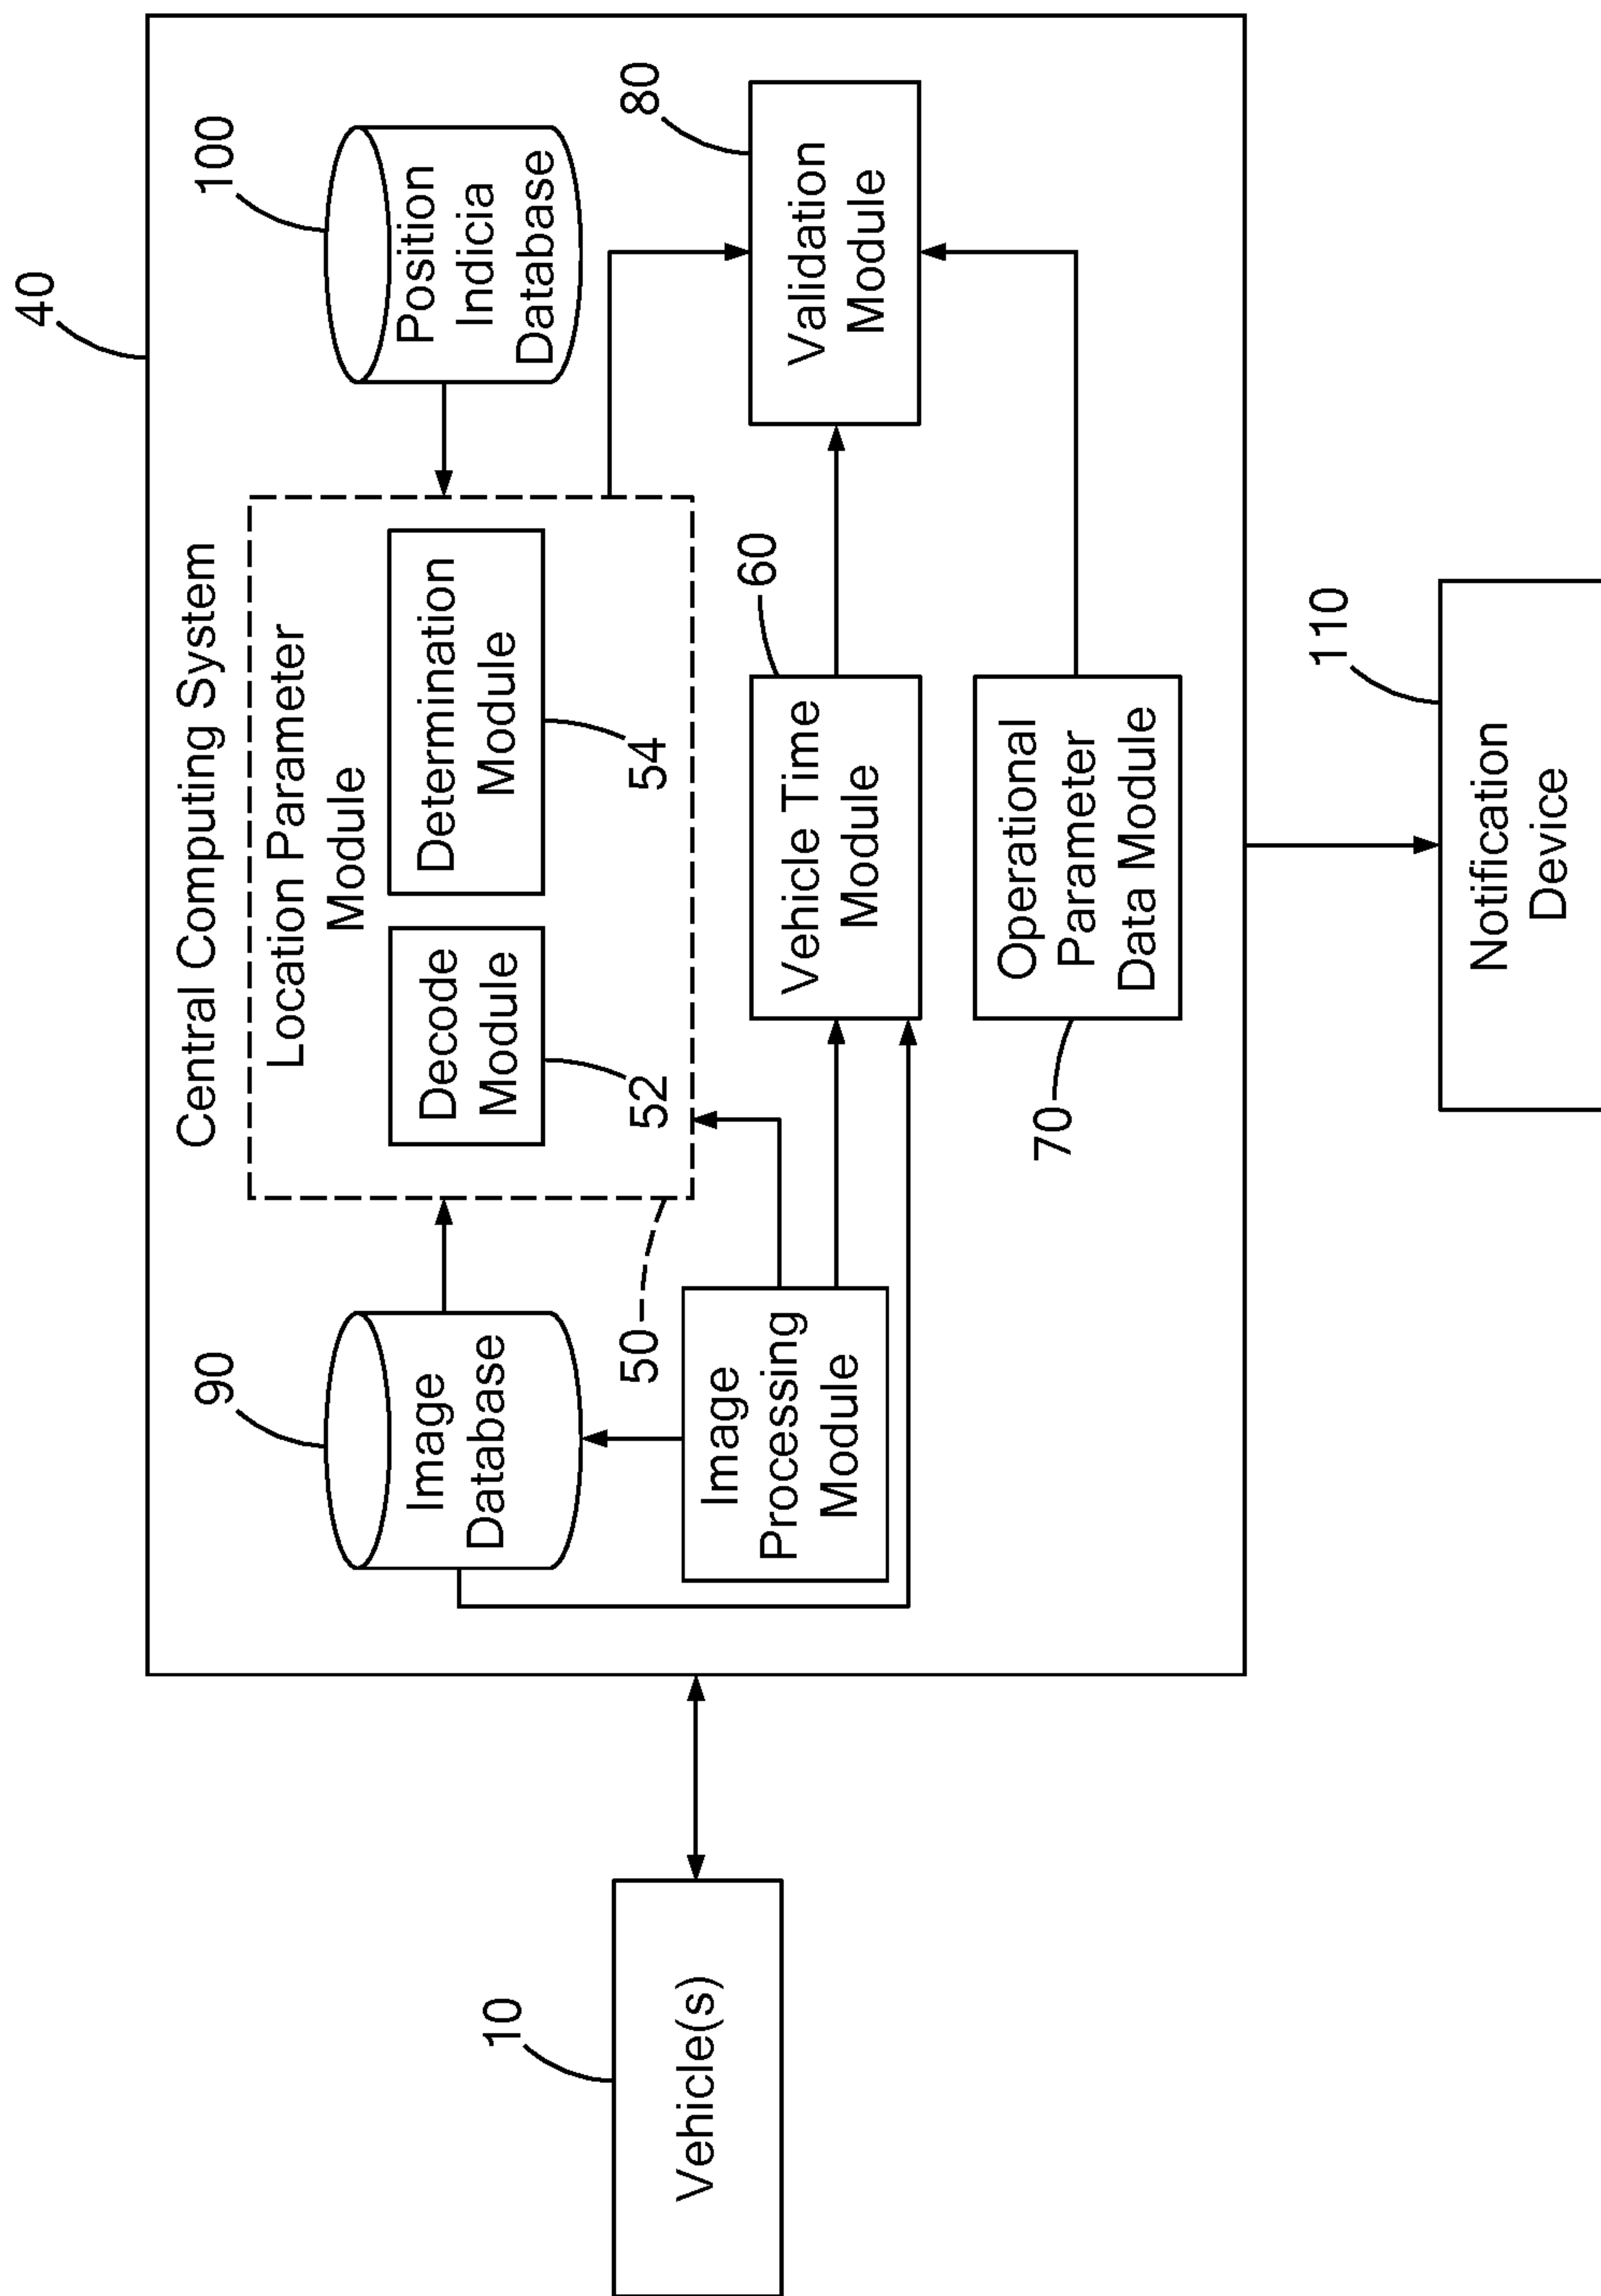 40
Central Computing System
90
Image
Database
Location Parameter
Module
Decode
Module
52
Determination
Module
54
100
Position
Indicia
Database
50
Image
Processing
Module
60
Vehicle Time
Module
80
Validation
Module
70
Operational
Parameter
Data Module
10
Vehicle(s)
110
Notification
Device